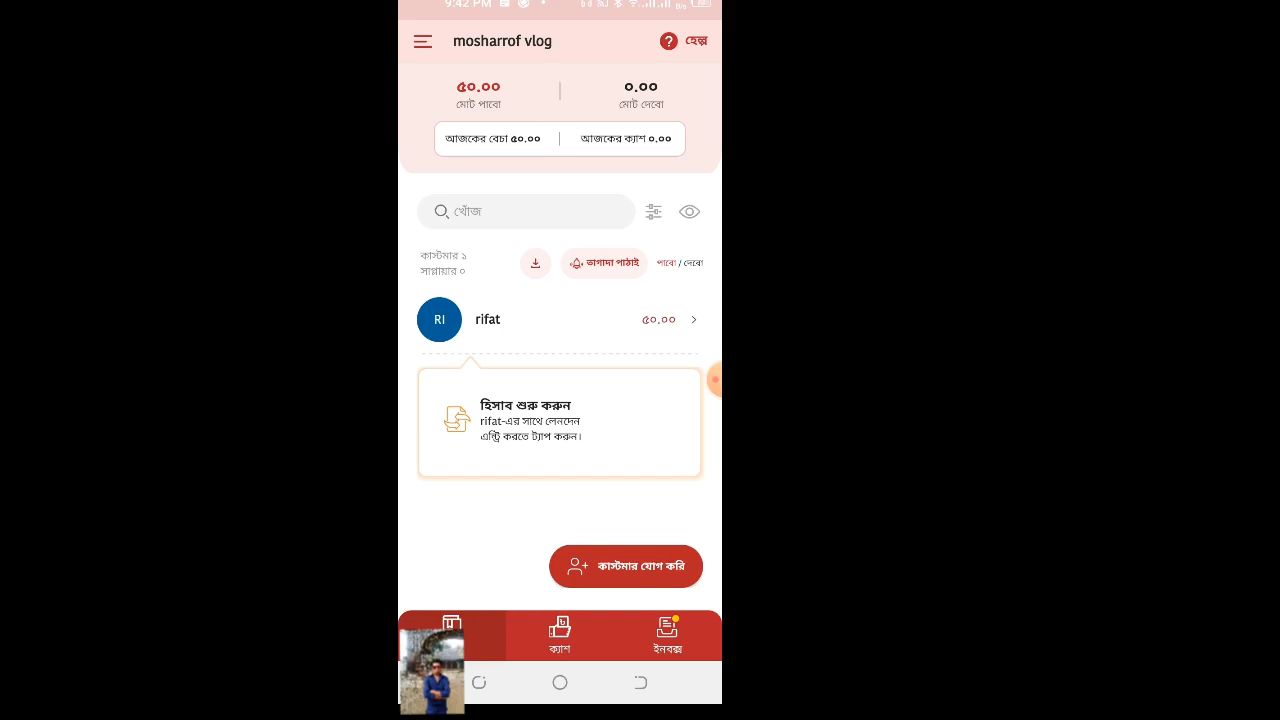 9:42 PM
mosharrof vlog
? হেল্প
৫০.০০
মোট পাবো
০.০০
মোট দেবো
আজকের বেচা ৫০.০০
আজকের ক্যাশ ০.০০
খোঁজ
কাস্টমার ১
সাপ্লায়ার ০
তাগাদা পাঠাই
পাবো / দেবো
RI
rifat
৫০.০০
হিসাব শুরু করুন
rifat-এর সাথে লেনদেন
এন্ট্রি করতে ট্যাপ করুন।
কাস্টমার যোগ করি
ক্যাশ
ইনবক্স